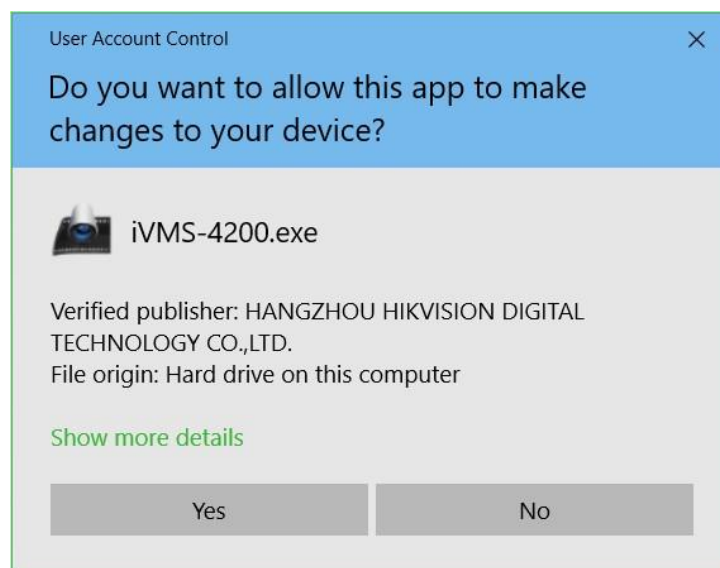 User Account Control
Do you want to allow this app to make
changes to your device?
iVMS-4200.exe
Verified publisher: HANGZHOU HIKVISION DIGITAL
TECHNOLOGY CO.,LTD.
File origin: Hard drive on this computer
Show more details
Yes
No